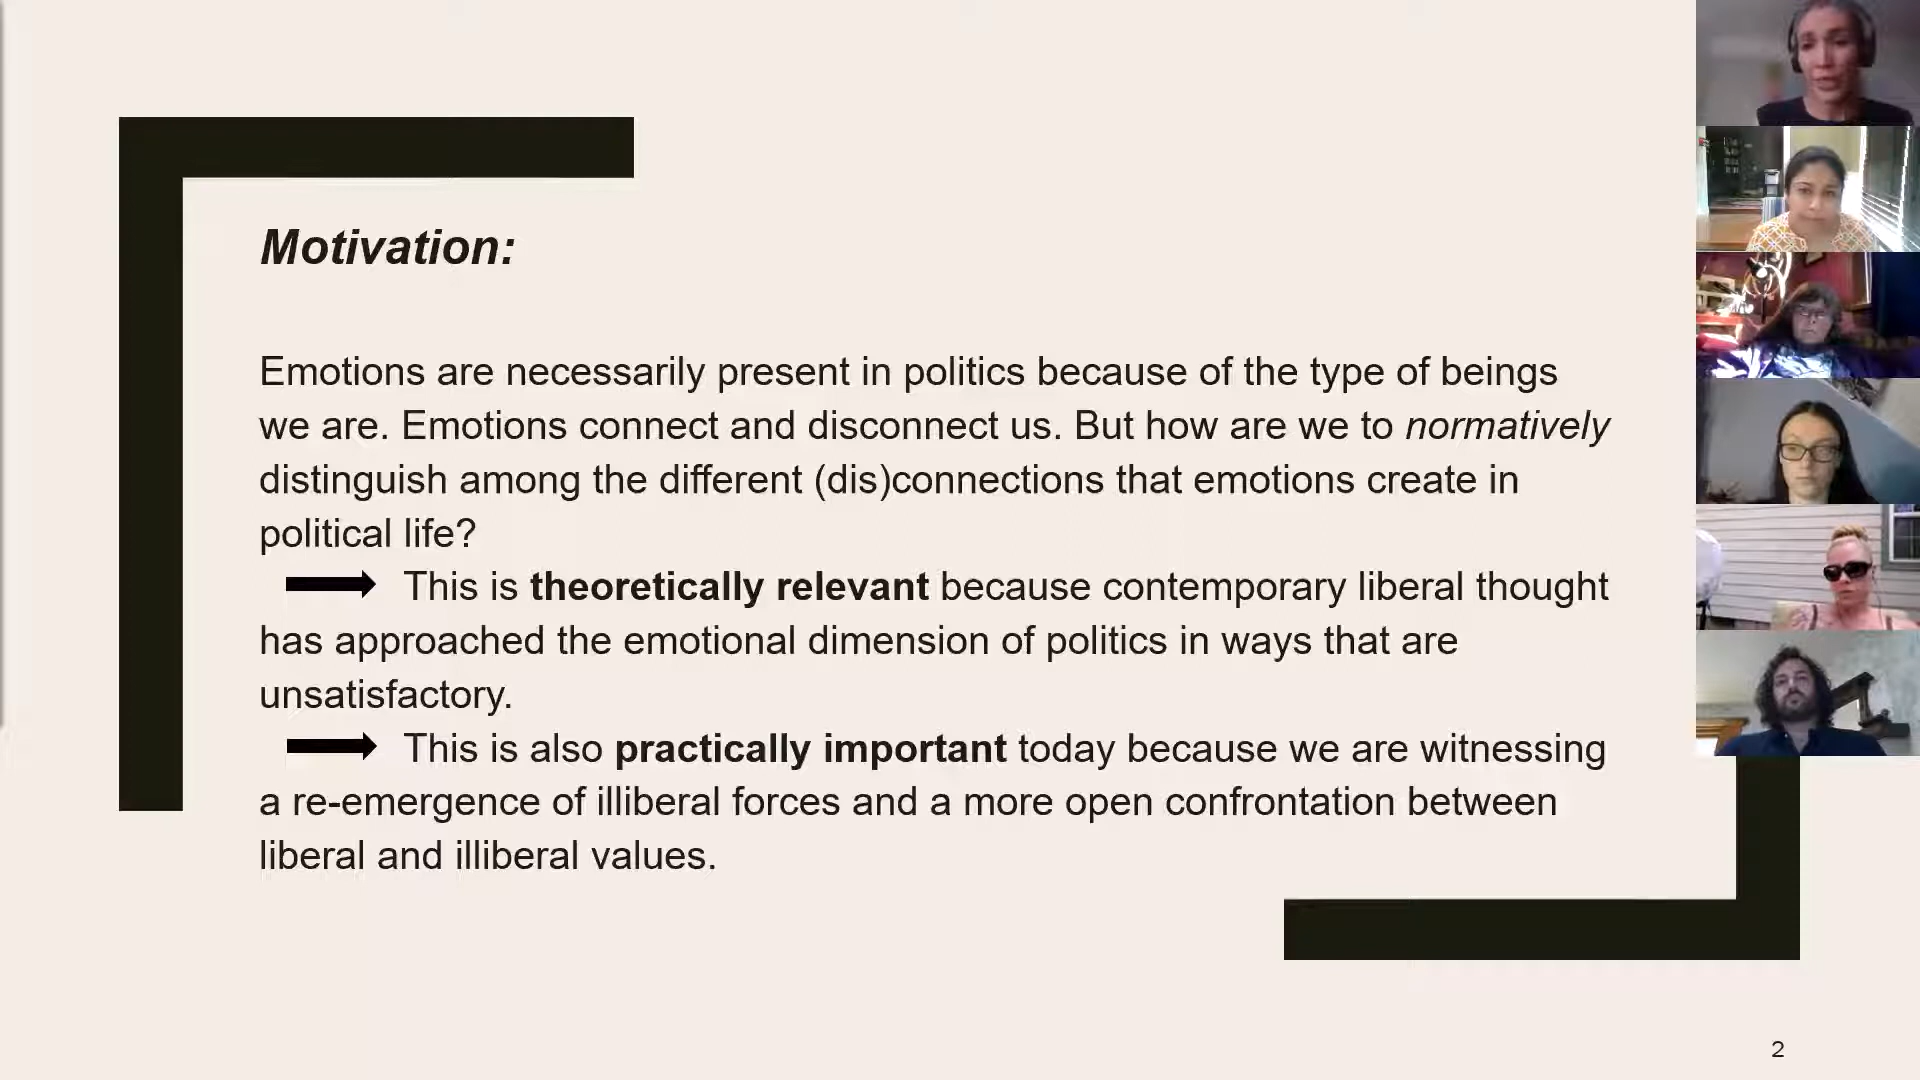 Motivation:
Emotions are necessarily present in politics because of the type of beings
we are. Emotions connect and disconnect us. But how are we to normatively
distinguish among the different (dis)connections that emotions create in
political life?
This is theoretically relevant because contemporary liberal thought
has approached the emotional dimension of politics in ways that are
unsatisfactory.
This is also practically important today because we are witnessing
a re-emergence of illiberal forces and a more open confrontation between
liberal and illiberal values.
2